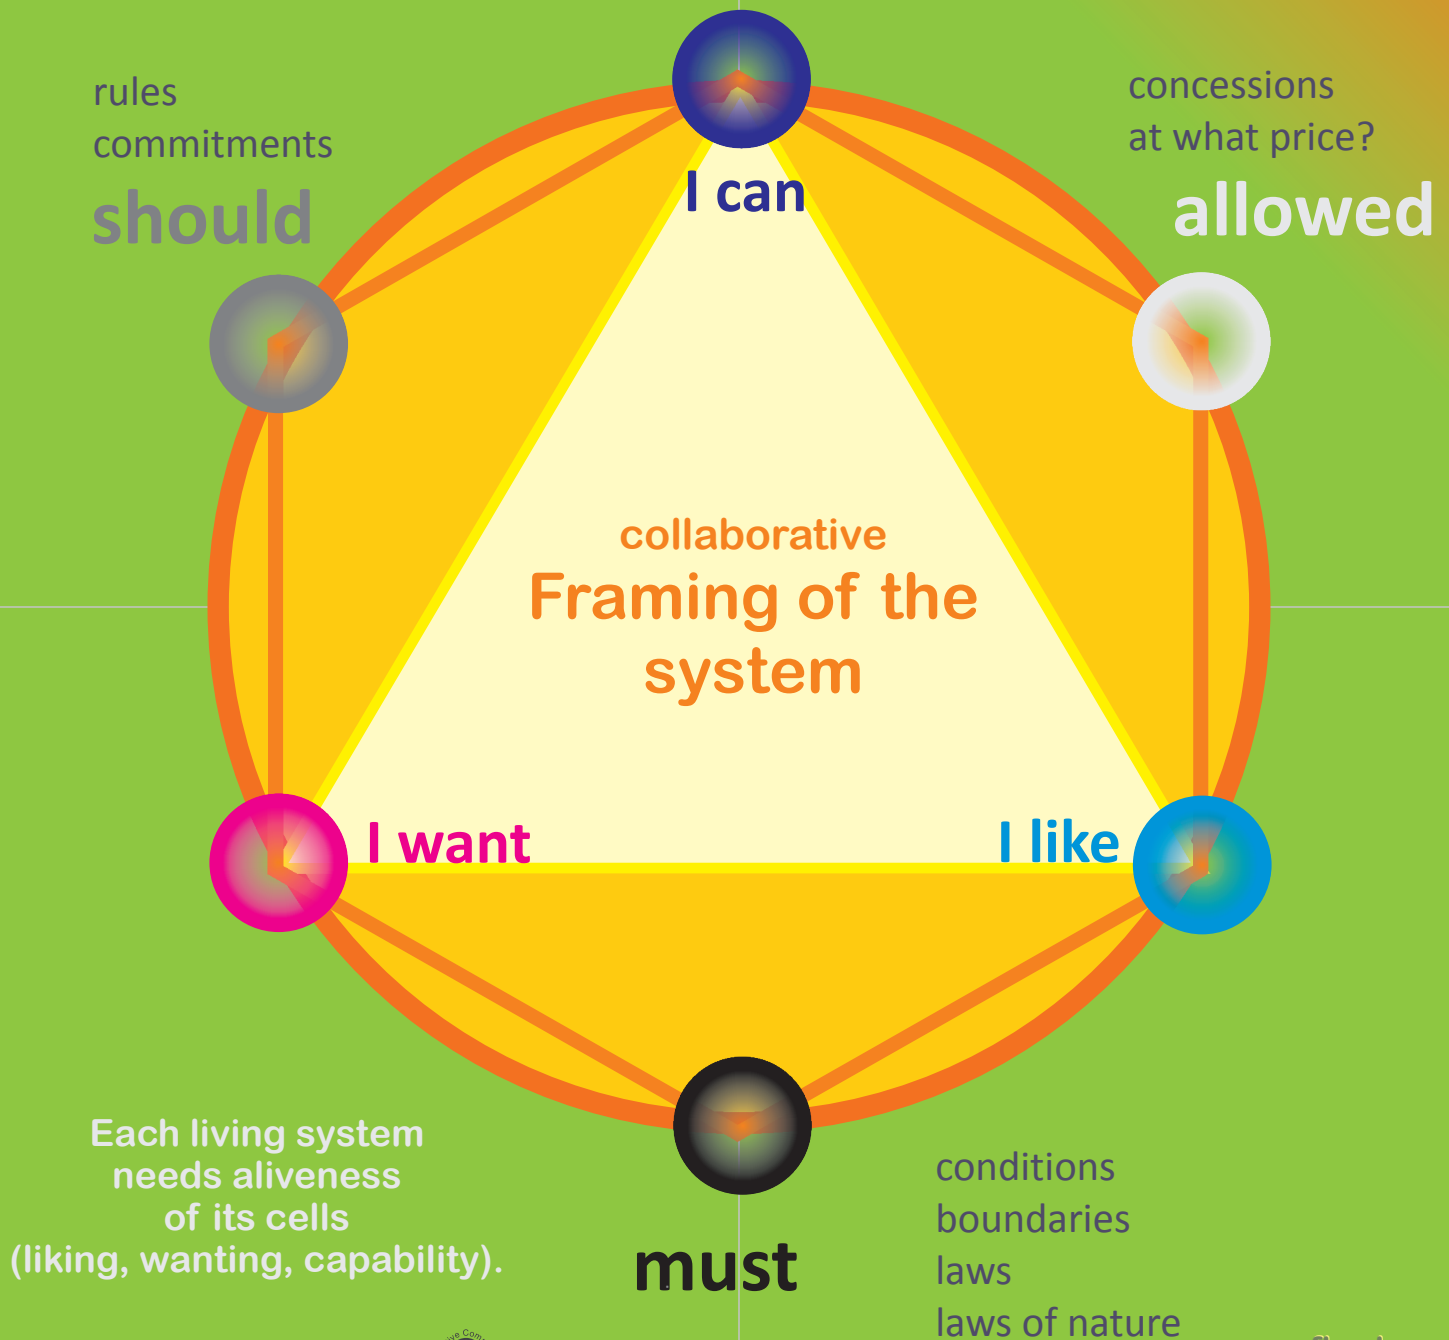 rules
commitments
should
concessions
at what price?
allowed
I can
collaborative
Framing of the
system
I want
I like
Each living system
needs aliveness
of its cells
(liking, wanting, capability).
must
conditions
boundaries
laws
laws of nature